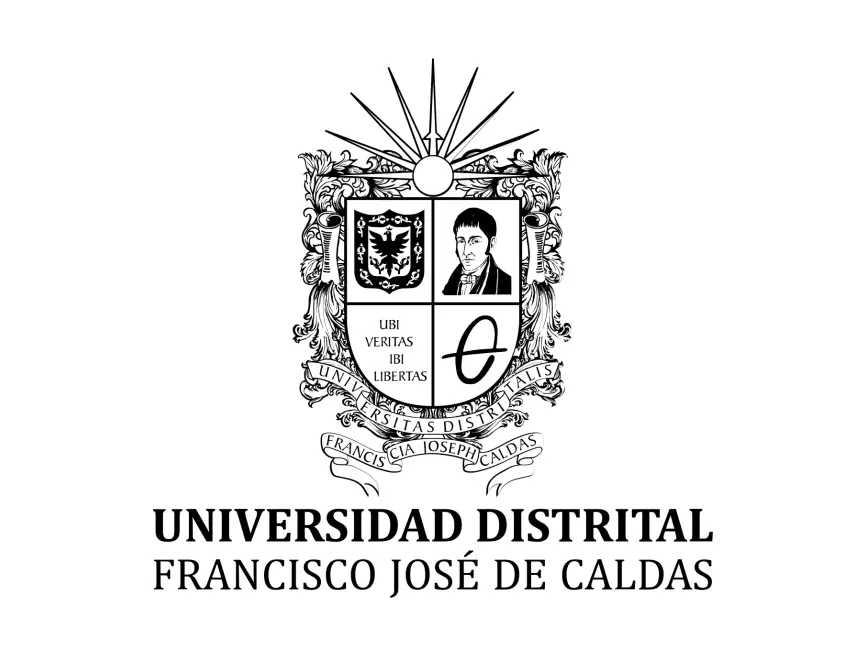 UBI
VERITAS
IBI
LIBERTAS
UNIVERSITAS DISTRITALIS
FRANCISCIA JOSEPH CALDAS
UNIVERSIDAD DISTRITAL
FRANCISCO JOSÉ DE CALDAS